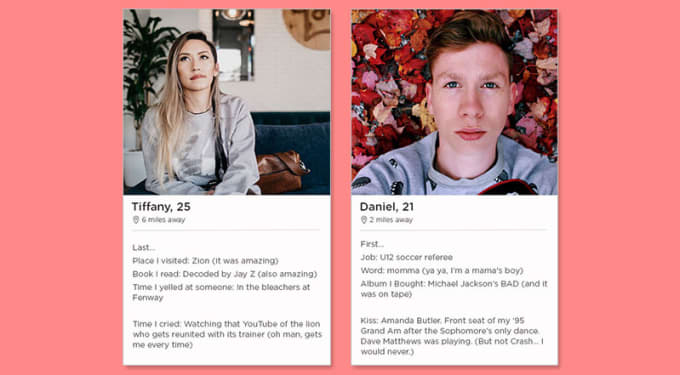 Tiffany, 25
6 miles away
Last...
Place I visited: Zion (it was amazing)
Book I read: Decoded by Jay Z (also amazing)
Time I yelled at someone: In the bleachers at
Fenway
Time I cried: Watching that YouTube of the lion
who gets reunited with its trainer (oh man, gets
me every time)
Daniel, 21
2 miles away
First...
Job: U12 soccer referee
Word: momma (ya ya, I'm a mama's boy)
Album I Bought: Michael Jackson's BAD (and it
was on tape)
Kiss: Amanda Butler. Front seat of my '95
Grand Am after the Sophomore's only dance.
Dave Matthews was playing. (But not Crash... I
would never.)